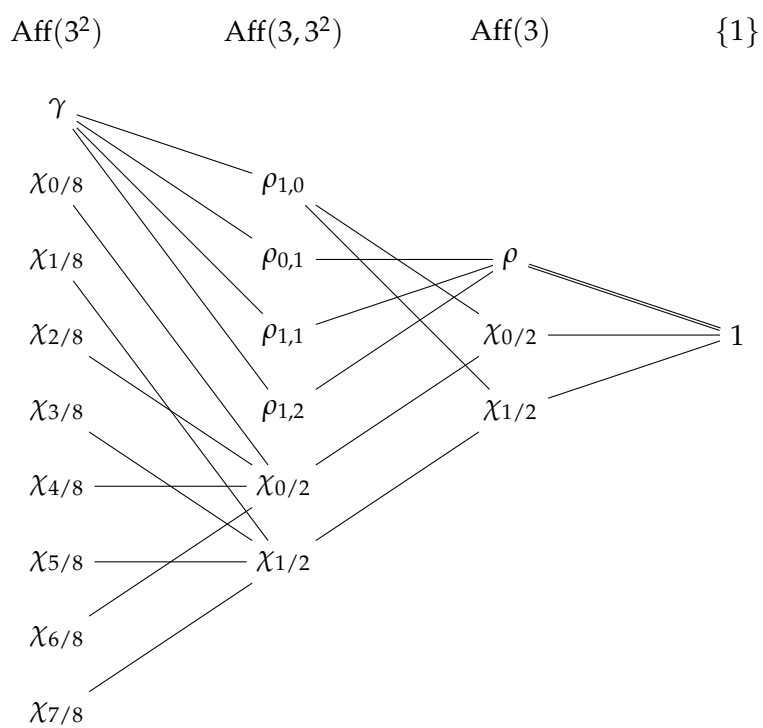 Aff(3²) Aff(3, 3²) Aff(3) {1}
γ
χ₀/₈ ρ₁,₀
χ₁/₈ ρ₀,₁ ρ
χ₂/₈ ρ₁,₁ χ₀/₂ 1
χ₃/₈ ρ₁,₂ χ₁/₂
χ₄/₈ χ₀/₂
χ₅/₈ χ₁/₂
χ₆/₈
χ₇/₈